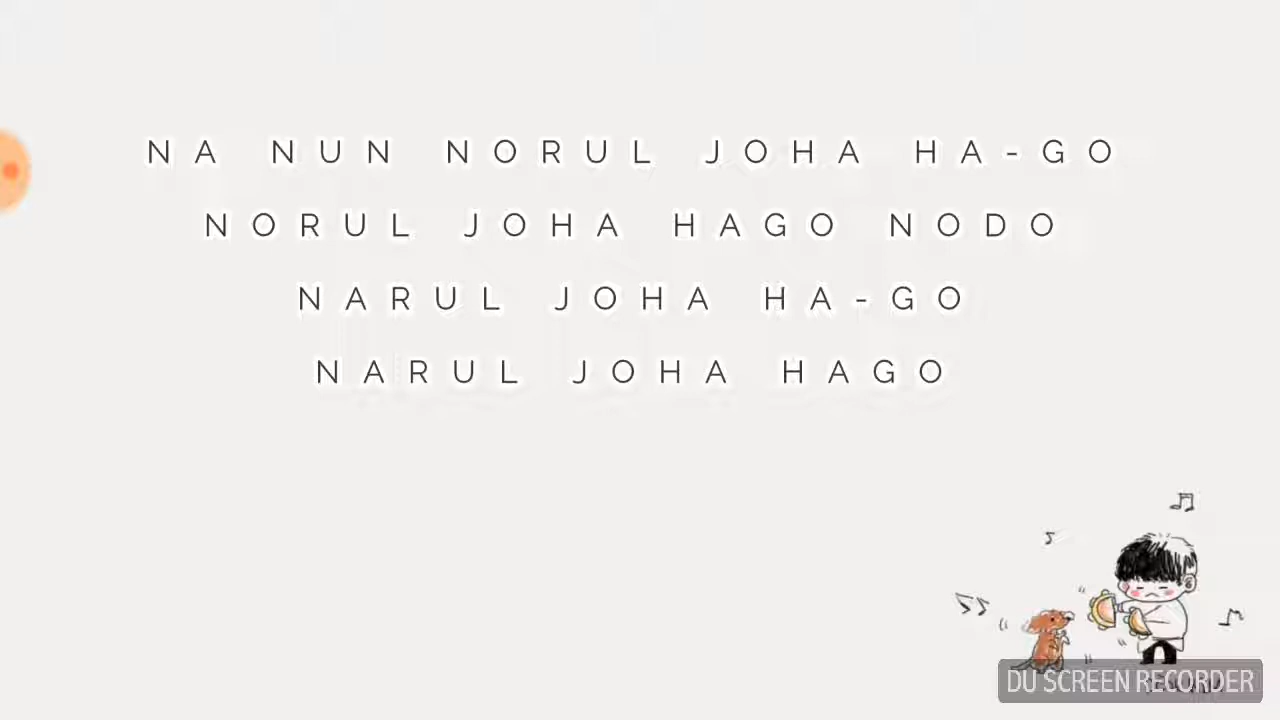 NA NUN NORUL JOHA HA-GO
NORUL JOHA HAGO NODO
NARUL JOHA HA-GO
NARUL JOHA HAGO
DU SCREEN RECORDER